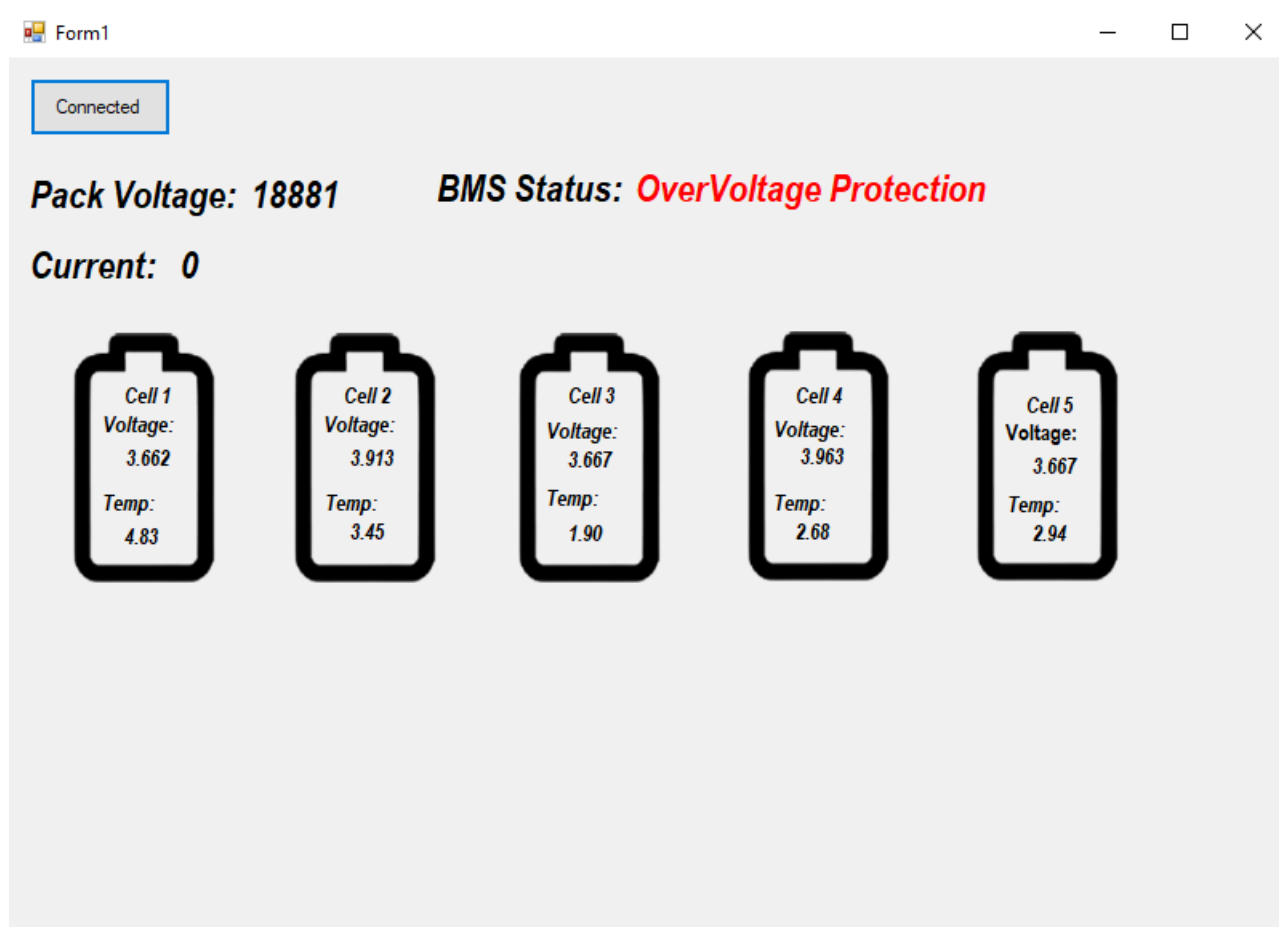 Form1
Connected
Pack Voltage: 18881
BMS Status: OverVoltage Protection
Current: 0
Cell 1
Voltage:
3.662
Temp:
4.83
Cell 2
Voltage:
3.913
Temp:
3.45
Cell 3
Voltage:
3.667
Temp:
1.90
Cell 4
Voltage:
3.963
Temp:
2.68
Cell 5
Voltage:
3.667
Temp:
2.94